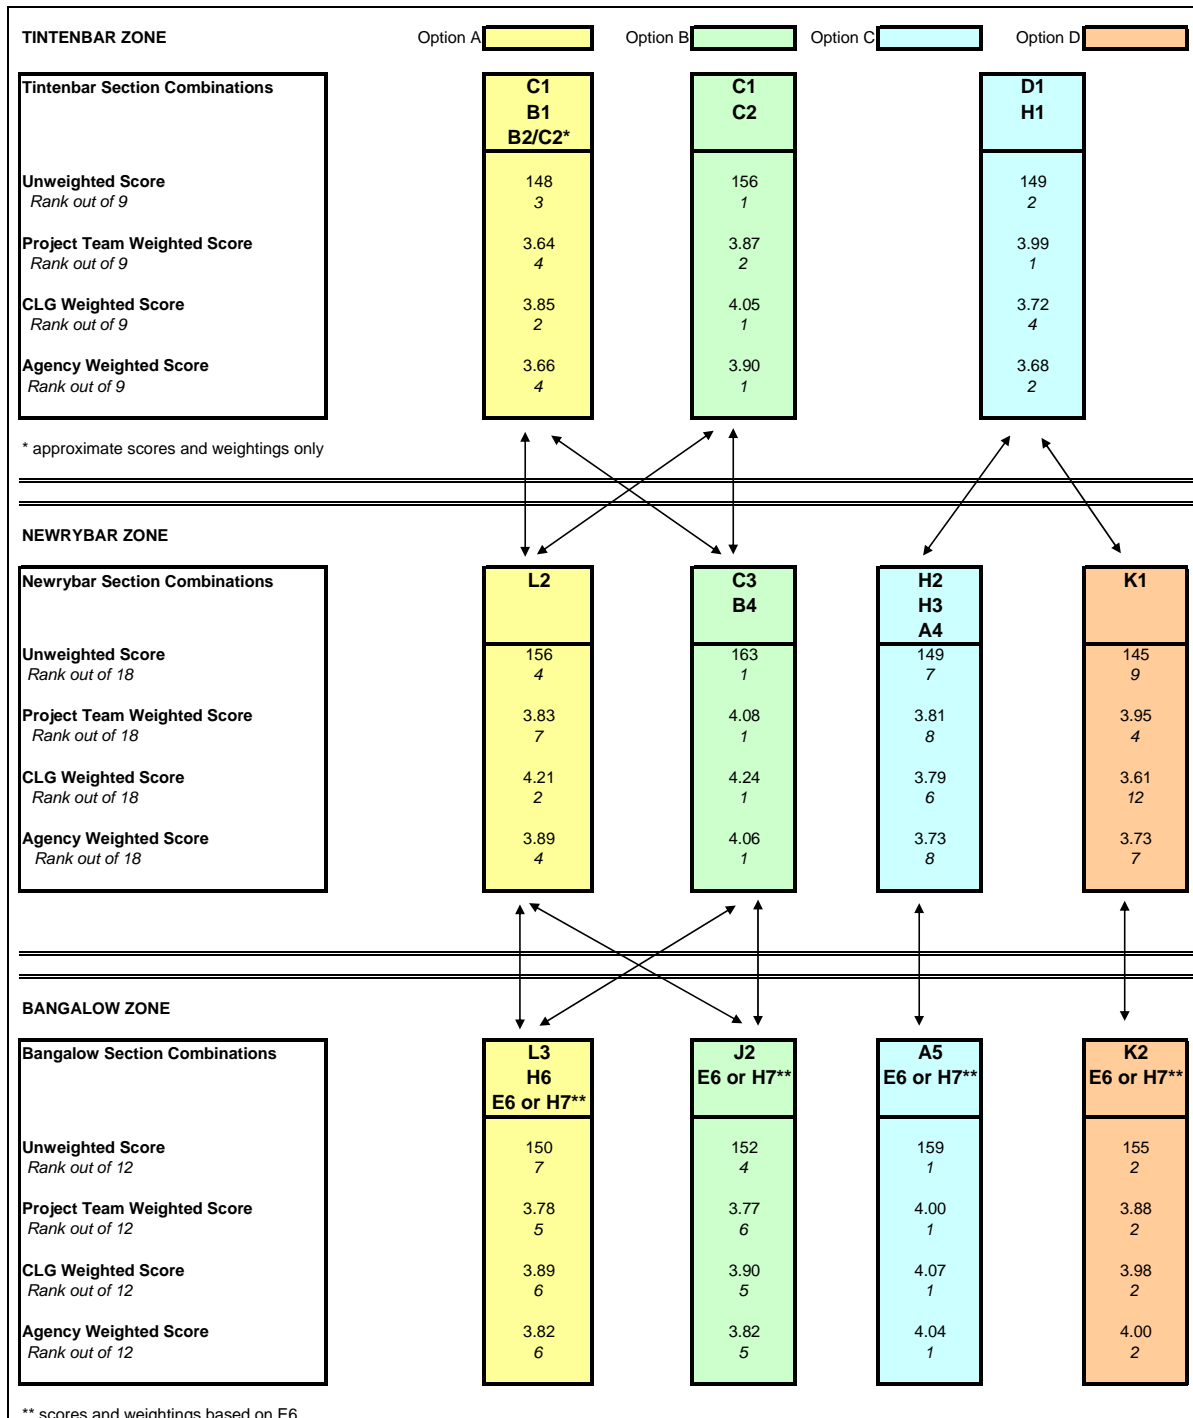 TINTENBAR ZONE Option A Option B Option C Option D
Tintenbar Section Combinations C1 C1 D1
B1 C2 H1
B2/C2*
Unweighted Score 148 156 149
Rank out of 9 3 1 2
Project Team Weighted Score 3.64 3.87 3.99
Rank out of 9 4 2 1
CLG Weighted Score 3.85 4.05 3.72
Rank out of 9 2 1 4
Agency Weighted Score 3.66 3.90 3.68
Rank out of 9 4 1 2
* approximate scores and weightings only
NEWRYBAR ZONE
Newrybar Section Combinations L2 C3 H2 K1
B4 H3
A4
Unweighted Score 156 163 149 145
Rank out of 18 4 1 7 9
Project Team Weighted Score 3.83 4.08 3.81 3.95
Rank out of 18 7 1 8 4
CLG Weighted Score 4.21 4.24 3.79 3.61
Rank out of 18 2 1 6 12
Agency Weighted Score 3.89 4.06 3.73 3.73
Rank out of 18 4 1 8 7
BANGALOW ZONE
Bangalow Section Combinations L3 J2 A5 K2
H6 E6 or H7** E6 or H7** E6 or H7**
E6 or H7**
Unweighted Score 150 152 159 155
Rank out of 12 7 4 1 2
Project Team Weighted Score 3.78 3.77 4.00 3.88
Rank out of 12 5 6 1 2
CLG Weighted Score 3.89 3.90 4.07 3.98
Rank out of 12 6 5 1 2
Agency Weighted Score 3.82 3.82 4.04 4.00
Rank out of 12 6 5 1 2
** scores and weightings based on E6